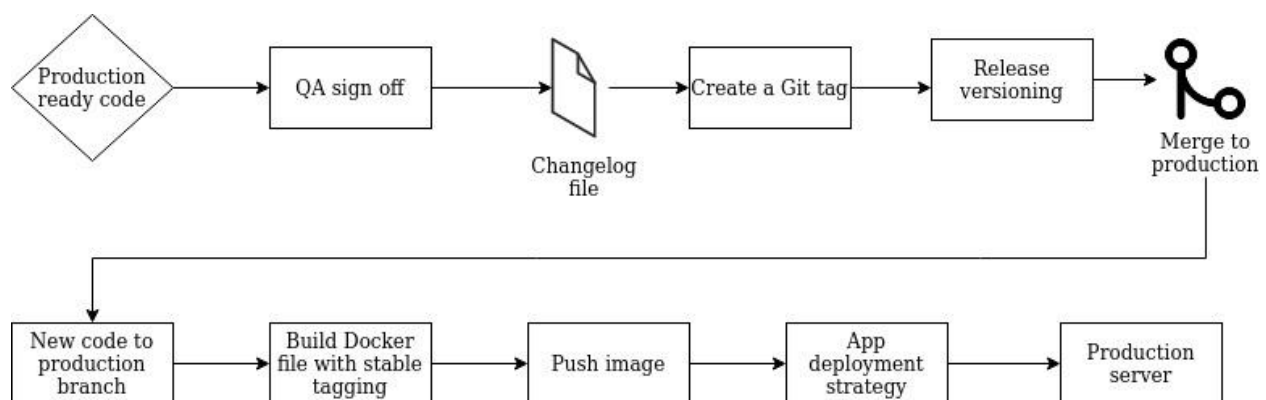 Production
ready code
QA sign off
Changelog
file
Create a Git tag
Release
versioning
Merge to
production
New code to
production
branch
Build Docker
file with stable
tagging
Push image
App
deployment
strategy
Production
server